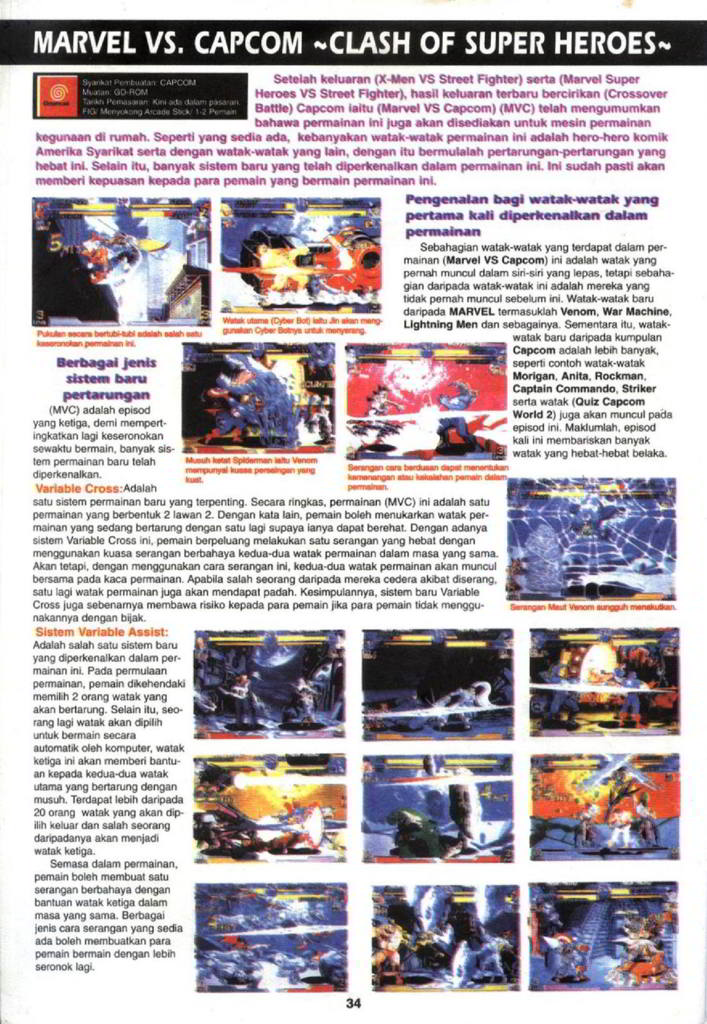 MARVEL VS. CAPCOM ~CLASH OF SUPER HEROES~
Dreamcast
Syarikat Pembuatan: CAPCOM
Muatan: GD-ROM
Tarikh Pemasaran: Kini ada dalam pasaran
FIG/ Menyokong Arcade Stick/ 1-2 Pemain
Setelah keluaran (X-Men VS Street Fighter) serta (Marvel Super
Heroes VS Street Fighter), hasil keluaran terbaru bercirikan (Crossover
Battle) Capcom iaitu (Marvel VS Capcom) (MVC) telah mengumumkan
bahawa permainan ini juga akan disediakan untuk mesin permainan
kegunaan di rumah. Seperti yang sedia ada, kebanyakan watak-watak permainan ini adalah hero-hero komik
Amerika Syarikat serta dengan watak-watak yang lain, dengan itu bermulalah pertarungan-pertarungan yang
hebat ini. Selain itu, banyak sistem baru yang telah diperkenalkan dalam permainan ini. Ini sudah pasti akan
memberi kepuasan kepada para pemain yang bermain permainan ini.
Pukulan secara bertubi-tubi adalah salah satu
keseronokan permainan ini.
Watak utama (Cyber Bot) iaitu Jin akan meng-
gunakan Cyber Botnya untuk menyerang.
Pengenalan bagi watak-watak yang
pertama kali diperkenalkan dalam
permainan
Sebahagian watak-watak yang terdapat dalam per-
mainan (Marvel VS Capcom) ini adalah watak yang
pernah muncul dalam siri-siri yang lepas, tetapi sebaha-
gian daripada watak-watak ini adalah mereka yang
tidak pernah muncul sebelum ini. Watak-watak baru
daripada MARVEL termasuklah Venom, War Machine,
Lightning Men dan sebagainya. Sementara itu, watak-
watak baru daripada kumpulan
Capcom adalah lebih banyak,
seperti contoh watak-watak
Morigan, Anita, Rockman,
Captain Commando, Striker
serta watak (Quiz Capcom
World 2) juga akan muncul pada
episod ini. Maklumlah, episod
kali ini membariskan banyak
watak yang hebat-hebat belaka.
Berbagai jenis
sistem baru
pertarungan
(MVC) adalah episod
yang ketiga, demi mempert-
ingkatkan lagi keseronokan
sewaktu bermain, banyak sis-
tem permainan baru telah
diperkenalkan.
Musuh ketat Spiderman iaitu Venom
mempunyai kuasa persaingan yang
kuat.
Serangan cara berduaan dapat menentukan
kemenangan atau kekalahan pemain dalam
permainan.
Variable Cross:Adalah
satu sistem permainan baru yang terpenting. Secara ringkas, permainan (MVC) ini adalah satu
permainan yang berbentuk 2 lawan 2. Dengan kata lain, pemain boleh menukarkan watak per-
mainan yang sedang bertarung dengan satu lagi supaya ianya dapat berehat. Dengan adanya
sistem Variable Cross ini, pemain berpeluang melakukan satu serangan yang hebat dengan
menggunakan kuasa serangan berbahaya kedua-dua watak permainan dalam masa yang sama.
Akan tetapi, dengan menggunakan cara serangan ini, kedua-dua watak permainan akan muncul
bersama pada kaca permainan. Apabila salah seorang daripada mereka cedera akibat diserang,
satu lagi watak permainan juga akan mendapat padah. Kesimpulannya, sistem baru Variable
Cross juga sebenarnya membawa risiko kepada para pemain jika para pemain tidak menggu-
nakannya dengan bijak.
Serangan Maut Venom sungguh menakutkan.
Sistem Variable Assist:
Adalah salah satu sistem baru
yang diperkenalkan dalam per-
mainan ini. Pada permulaan
permainan, pemain dikehendaki
memilih 2 orang watak yang
akan bertarung. Selain itu, seo-
rang lagi watak akan dipilih
untuk bermain secara
automatik oleh komputer, watak
ketiga ini akan memberi bantu-
an kepada kedua-dua watak
utama yang bertarung dengan
musuh. Terdapat lebih daripada
20 orang watak yang akan dip-
ilih keluar dan salah seorang
daripadanya akan menjadi
watak ketiga.
Semasa dalam permainan,
pemain boleh membuat satu
serangan berbahaya dengan
bantuan watak ketiga dalam
masa yang sama. Berbagai
jenis cara serangan yang sedia
ada boleh membuatkan para
pemain bermain dengan lebih
seronok lagi.
34